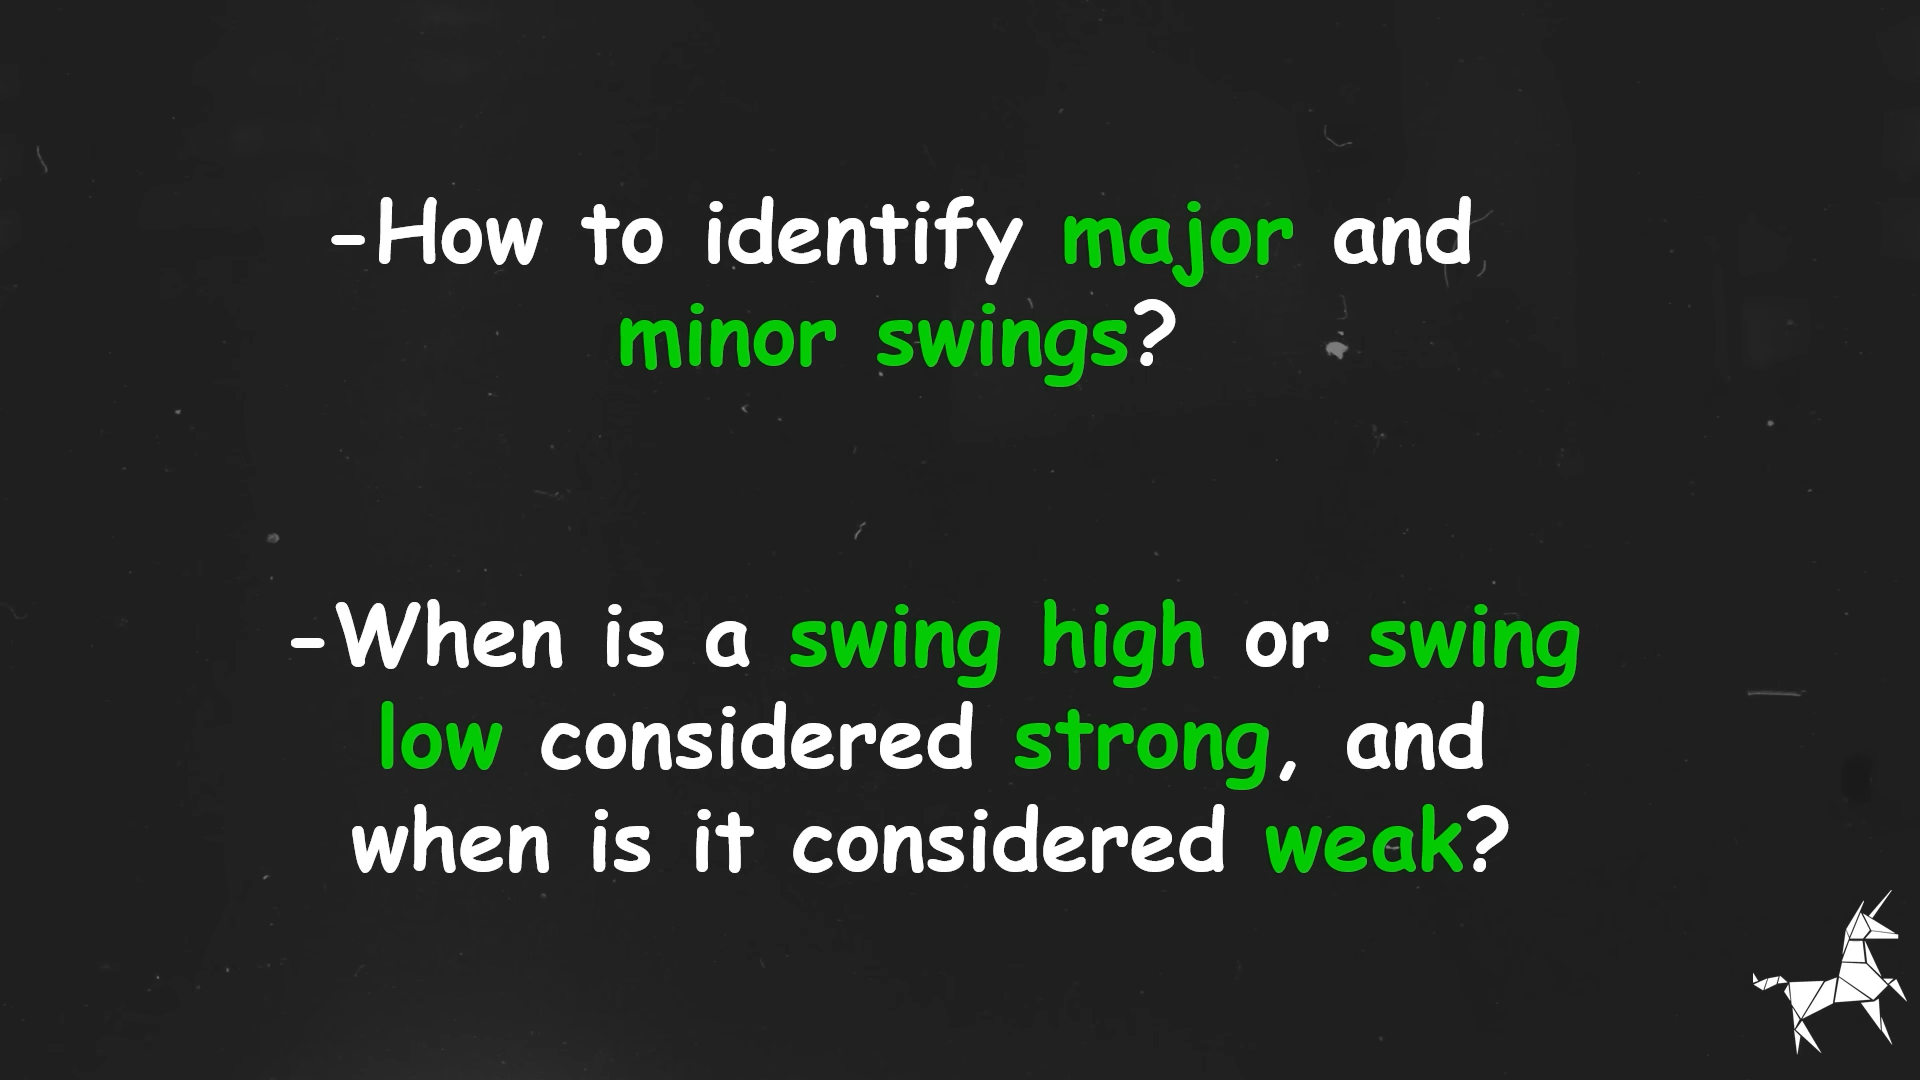 -How to identify major and
minor swings?
-When is a swing high or swing
low considered strong, and
when is it considered weak?